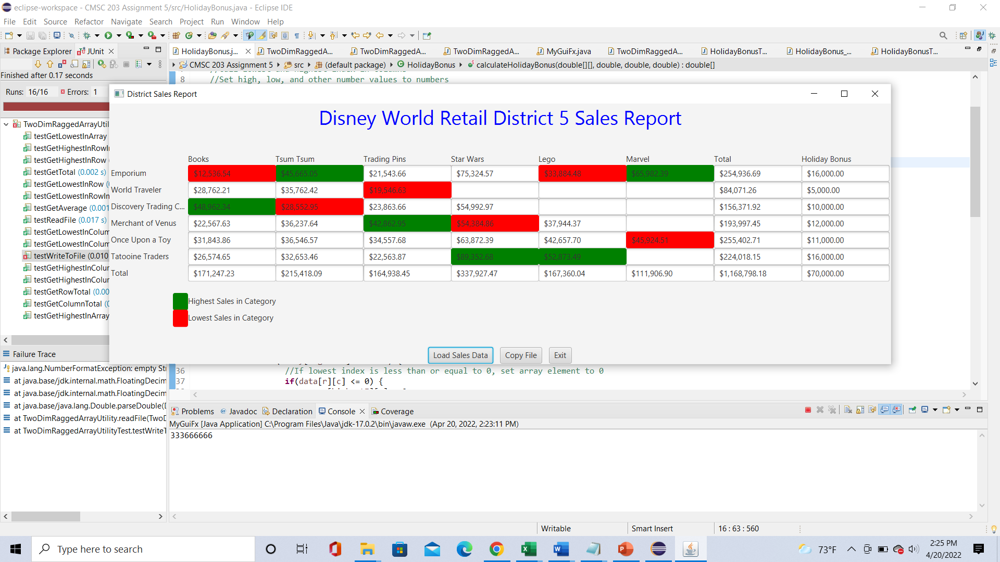 eclipse-workspace - CMSC 203 Assignment 5/src/HolidayBonus.java - Eclipse IDE
File Edit Source Refactor Navigate Search Project Run Window Help
Package Explorer JUnit HolidayBonus.j... TwoDimRaggedA... TwoDimRaggedA... TwoDimRaggedA... MyGuiFx.java TwoDimRaggedA... HolidayBonusT... HolidayBonus_... HolidayBonusT...
CMSC 203 Assignment 5 src (default package) HolidayBonus calculateHolidayBonus(double[][], double, double, double) : double[]
Finished after 0.17 seconds
8 //Set high, low, and other number values to numbers
Runs: 16/16 Errors: 1
District Sales Report
Disney World Retail District 5 Sales Report
Books Tsum Tsum Trading Pins Star Wars Lego Marvel Total Holiday Bonus
Emporium $12,536.54 $45,665.05 $21,543.66 $75,324.57 $33,884.48 $65,982.39 $254,936.69 $16,000.00
World Traveler $28,762.21 $35,762.42 $19,546.63 $84,071.26 $5,000.00
Discovery Trading C... $48,962.34 $28,552.95 $23,863.66 $54,992.97 $156,371.92 $10,000.00
Merchant of Venus $22,567.63 $36,237.64 $42,862.95 $54,384.86 $37,944.37 $193,997.45 $12,000.00
Once Upon a Toy $31,843.86 $36,546.57 $34,557.68 $63,872.39 $42,657.70 $45,924.51 $255,402.71 $11,000.00
Tatooine Traders $26,574.65 $32,653.46 $22,563.87 $89,352.68 $52,873.49 $224,018.15 $16,000.00
Total $171,247.23 $215,418.09 $164,938.45 $337,927.47 $167,360.04 $111,906.90 $1,168,798.18 $70,000.00
Highest Sales in Category
Lowest Sales in Category
Load Sales Data Copy File Exit
TwoDimRaggedArrayUtil
testGetLowestInArray
testGetHighestInRowI
testGetHighestInRow
testGetTotal (0.002 s)
testGetLowestInRow (
testGetLowestInRowIn
testGetAverage (0.001
testReadFile (0.017 s)
testGetLowestInColum
testGetLowestInColum
testWriteToFile (0.010
testGetHighestInColur
testGetHighestInColur
testGetRowTotal (0.00
testGetColumnTotal (
testGetHighestInArray
Failure Trace
java.lang.NumberFormatException: empty Stı
at java.base/jdk.internal.math.FloatingDecim
at java.base/jdk.internal.math.FloatingDecim
at java.base/java.lang.Double.parseDouble(D
at TwoDimRaggedArrayUtility.readFile(TwoD
at TwoDimRaggedArrayUtilityTest.testWriteT
36 //If lowest index is less than or equal to 0, set array element to 0
37 if(data[r][c] <= 0) {
Problems Javadoc Declaration Console Coverage
MyGuiFx [Java Application] C:\Program Files\Java\jdk-17.0.2\bin\javaw.exe (Apr 20, 2022, 2:23:11 PM)
333666666
Writable Smart Insert 16 : 63 : 560
Type here to search
73°F
2:25 PM
4/20/2022